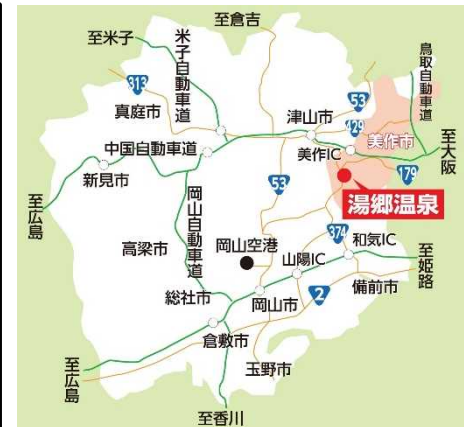 至倉吉
至米子
米子自動車道
鳥取自動車道
313
真庭市
53
津山市
429
美作市
中国自動車道
美作IC
至大阪
新見市
179
至広島
岡山自動車道
53
湯郷温泉
高梁市
岡山空港
374
和気IC
山陽IC
至姫路
総社市
岡山市
2
備前市
倉敷市
至広島
玉野市
至香川